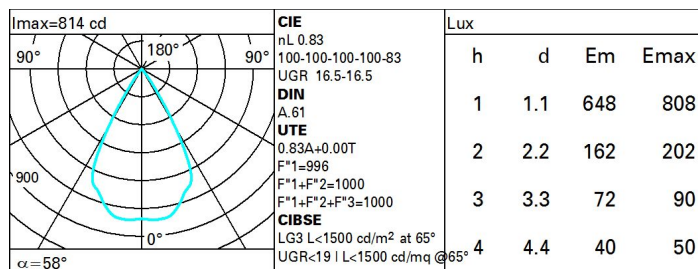 Imax=814 cd
90°
180°
90°
900
0°
α=58°
CIE
nL 0.83
100-100-100-100-83
UGR 16.5-16.5
DIN
A.61
UTE
0.83A+0.00T
F"1=996
F"1+F"2=1000
F"1+F"2+F"3=1000
CIBSE
LG3 L<1500 cd/m² at 65°
UGR<19 | L<1500 cd/mq @65°
Lux
h d Em Emax
1 1.1 648 808
2 2.2 162 202
3 3.3 72 90
4 4.4 40 50